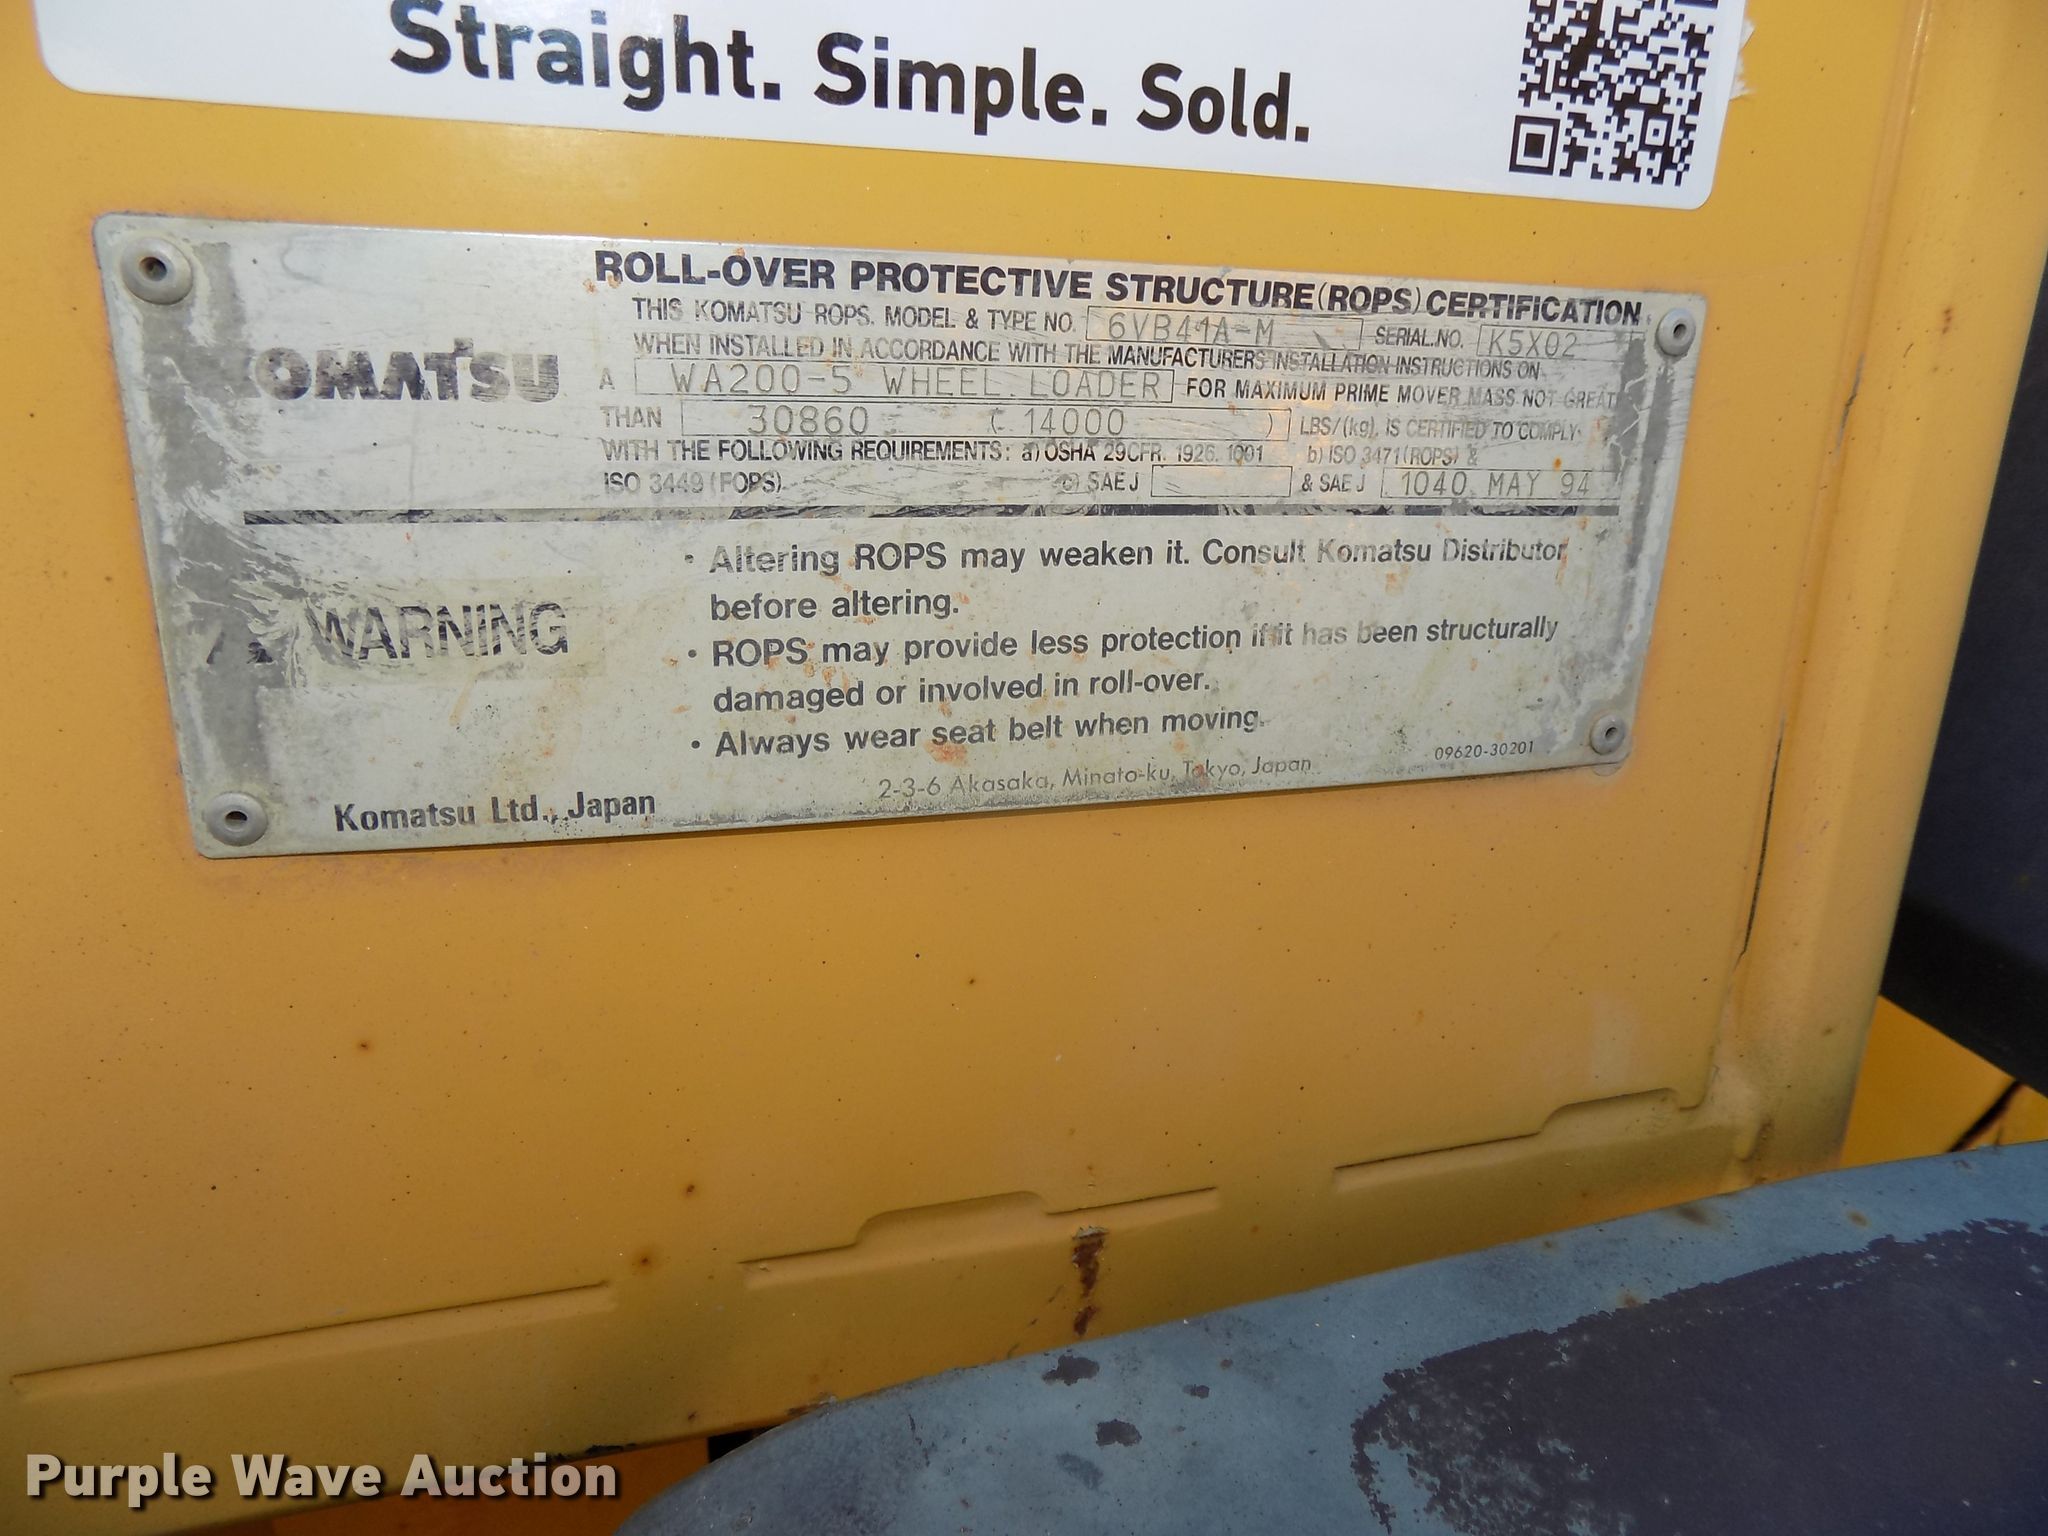 Straight. Simple. Sold.
ROLL-OVER PROTECTIVE STRUCTURE (ROPS) CERTIFICATION
THIS KOMATSU ROPS. MODEL & TYPE NO. 6VB41A-M SERIAL.NO. K5X02
WHEN INSTALLED IN ACCORDANCE WITH THE MANUFACTURERS INSTALLATION INSTRUCTIONS ON
KOMATSU
A WA200-5 WHEEL LOADER FOR MAXIMUM PRIME MOVER MASS NOT GREAT
THAN 30860 ( 14000 ) LBS/(kg), IS CERTIFIED TO COMPLY
WITH THE FOLLOWING REQUIREMENTS: a) OSHA 29CFR. 1926. 1001 b) ISO 3471(ROPS) &
ISO 3449 (FOPS) c) SAE J & SAE J 1040 MAY 94
WARNING
• Altering ROPS may weaken it. Consult Komatsu Distributor
before altering.
• ROPS may provide less protection if it has been structurally
damaged or involved in roll-over.
• Always wear seat belt when moving.
09620-30201
Komatsu Ltd., Japan 2-3-6 Akasaka, Minato-ku, Tokyo, Japan
Purple Wave Auction